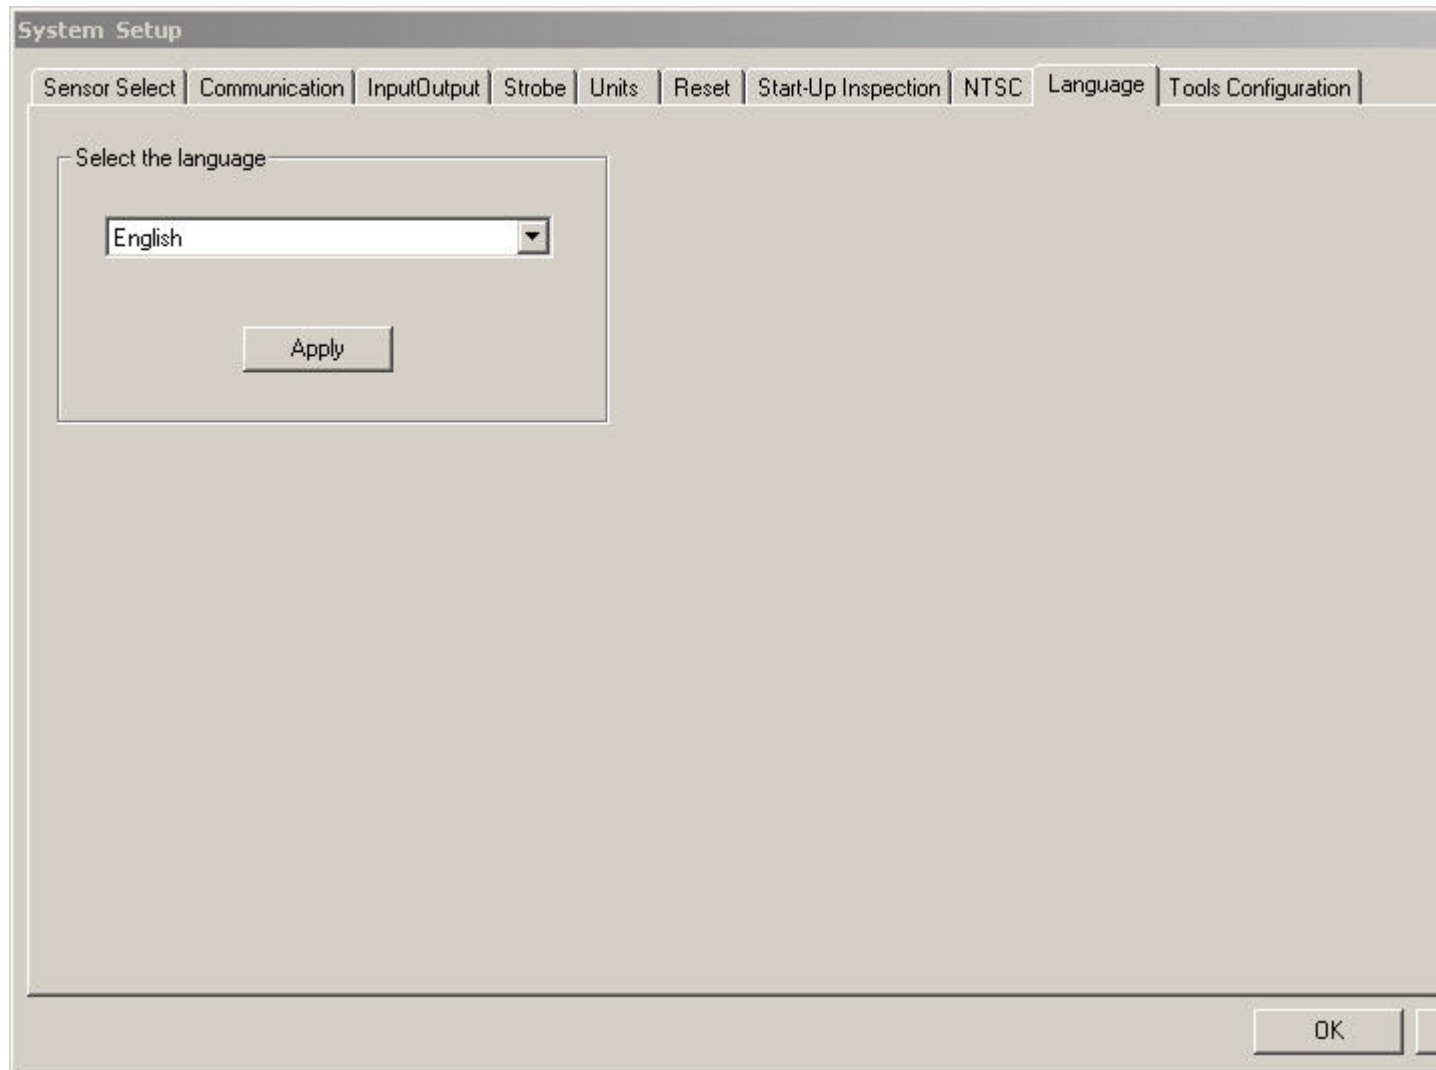 System Setup
Sensor Select Communication InputOutput Strobe Units Reset Start-Up Inspection NTSC Language Tools Configuration
Select the language
English
Apply
OK